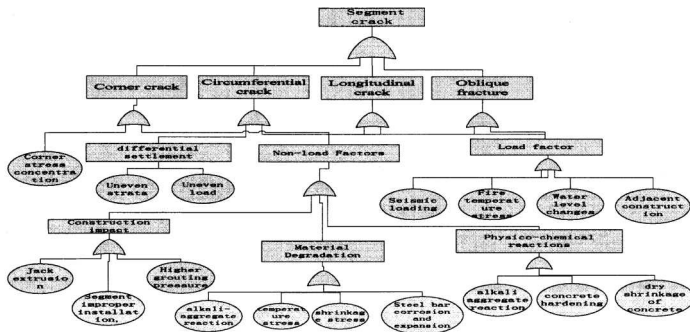 Segment
crack
Corner crack
Circumferential
crack
Longitudinal
crack
Oblique
fracture
Corner
stress
concentra
tion
differential
settlement
Non-load Factors
Load factor
Uneven
strata
Uneven
load
Seismic
loading
Fire
temperat
ure
stress
Water
level
changes
Adjacent
construct
ion
Construction
impact
Material
Degradation
Physico-chemical
reactions
Jack
extrusio
n
Segment
improper
installation.
Higher
grouting
pressure
alkali-
aggregate
reaction
temperat
ure
stress
shrinkag
e stress
Steel bar
corrosion and
expansion
alkali
aggregate
reaction
concrete
hardening
dry
shrinkage of
concrete